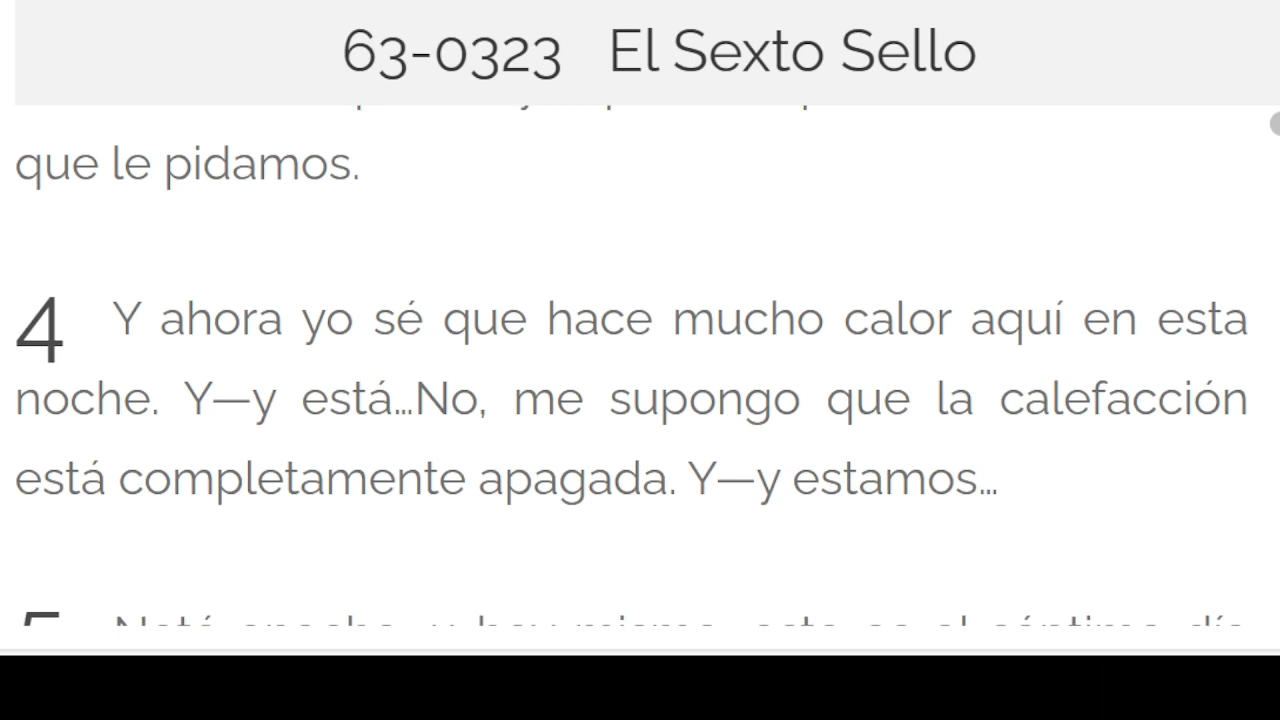 63-0323 El Sexto Sello
que le pidamos.
4 Y ahora yo sé que hace mucho calor aquí en esta
noche. Y—y está...No, me supongo que la calefacción
está completamente apagada. Y—y estamos...